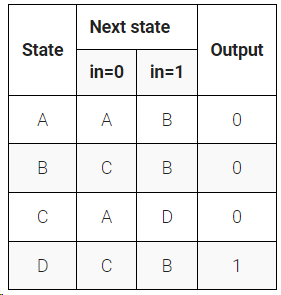 State Next state Output
in=0 in=1
A A B 0
B C B 0
C A D 0
D C B 1